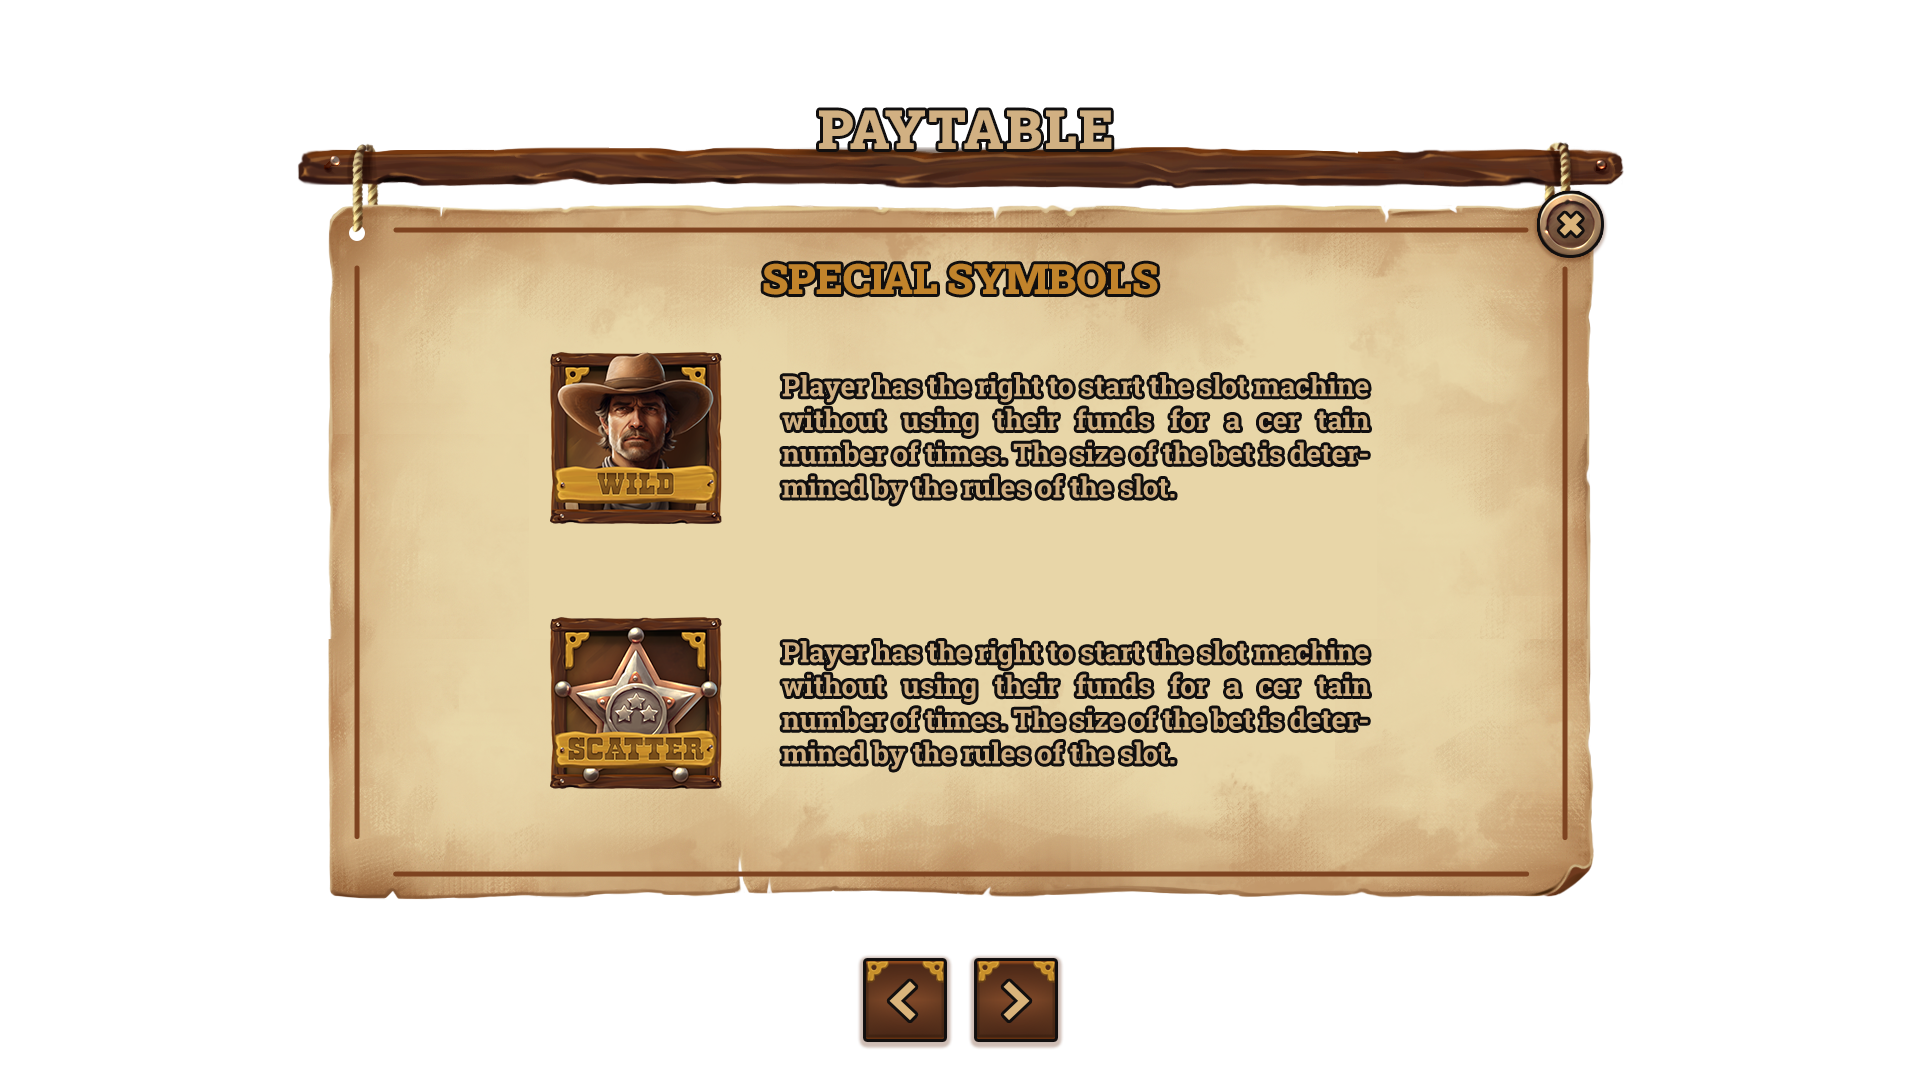 PAYTABLE
SPECIAL SYMBOLS
Player has the right to start the slot machine
without using their funds for a cer tain
number of times. The size of the bet is deter-
mined by the rules of the slot.
WILD
Player has the right to start the slot machine
without using their funds for a cer tain
number of times. The size of the bet is deter-
mined by the rules of the slot.
SCATTER